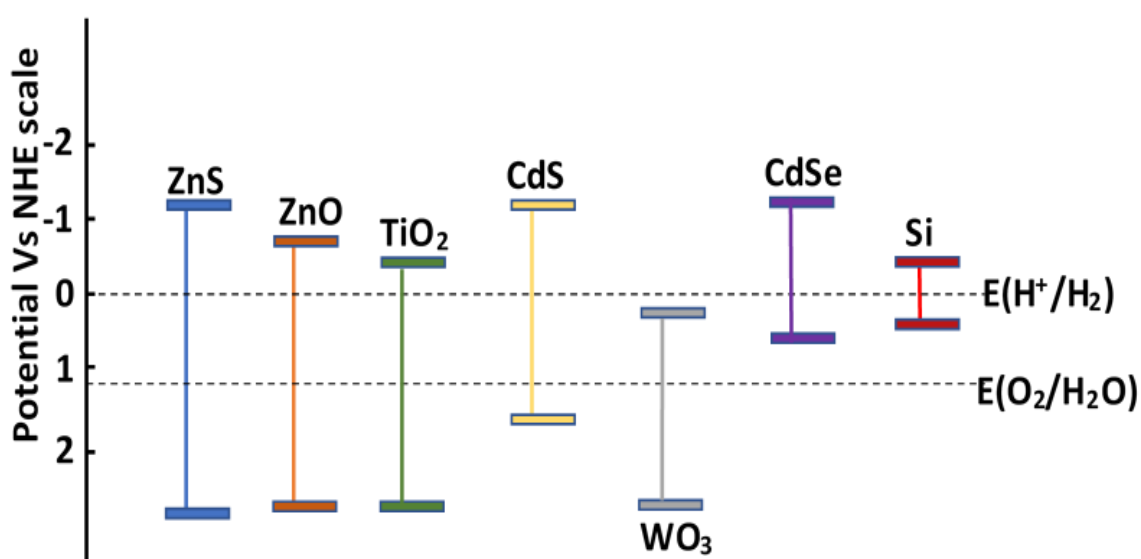 Potential Vs NHE scale
-2
-1
0
1
2
ZnS
ZnO
TiO₂
CdS
WO₃
CdSe
Si
E(H⁺/H₂)
E(O₂/H₂O)